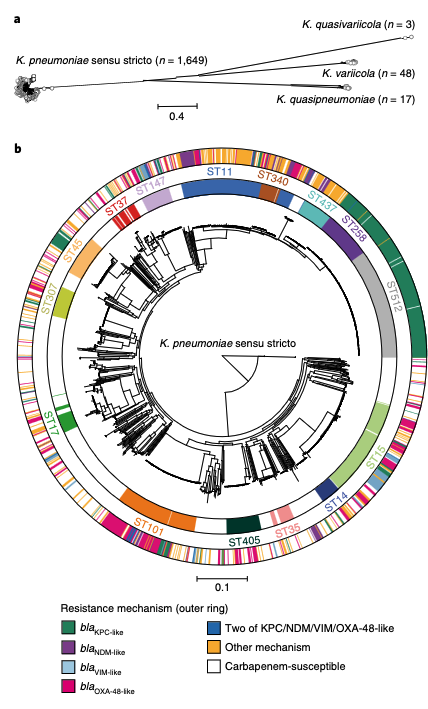 a
K. quasivariicola (n = 3)
K. pneumoniae sensu stricto (n = 1,649)
K. variicola (n = 48)
K. quasipneumoniae (n = 17)
0.4
b
ST11
ST340
ST147
ST437
ST37
ST258
ST45
ST512
ST307
K. pneumoniae sensu stricto
ST17
ST15
ST14
ST101
ST35
ST405
0.1
Resistance mechanism (outer ring)
blaKPC-like
Two of KPC/NDM/VIM/OXA-48-like
blaNDM-like
Other mechanism
blaVIM-like
Carbapenem-susceptible
blaOXA-48-like